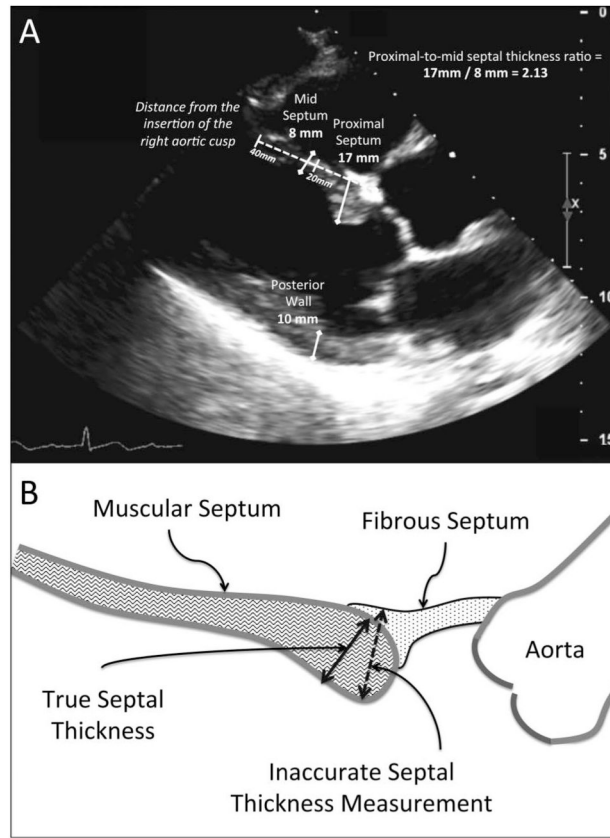 A
0
Proximal-to-mid septal thickness ratio =
17mm / 8 mm = 2.13
Mid
Septum
8 mm
Distance from the
insertion of the
right aortic cusp
Proximal
Septum
17 mm
40mm
20mm
5
X
Posterior
Wall
10 mm
10
15
B
Muscular Septum
Fibrous Septum
Aorta
True Septal
Thickness
Inaccurate Septal
Thickness Measurement